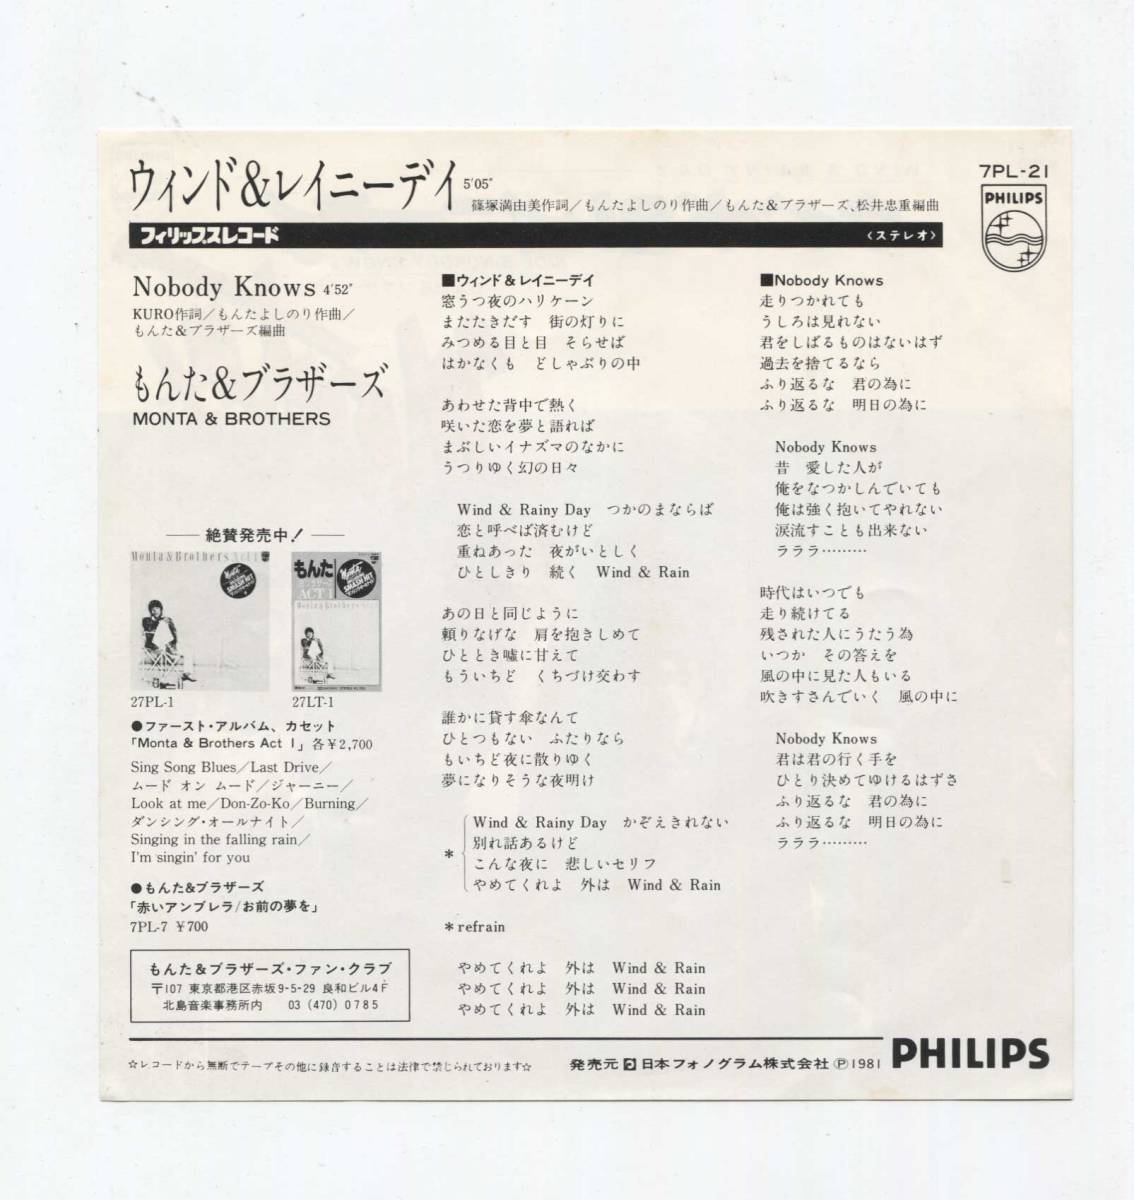 ウィンド&レイニーデイ 5'05"
篠塚満由美作詞/もんたよしのり作曲/もんた&ブラザーズ、松井忠重編曲
7PL-21
PHILIPS
フィリップスレコード
〈ステレオ〉
Nobody Knows 4'52"
KURO作詞/もんたよしのり作曲/
もんた&ブラザーズ編曲
もんた&ブラザーズ
MONTA & BROTHERS
絶賛発売中!
Monta & Brothers Act I
もんた
ACT I
Monta & Brothers
27PL-1
27LT-1
●ファースト・アルバム、カセット
「Monta & Brothers Act I」各¥2,700
Sing Song Blues/Last Drive/
ムード オン ムード/ジャーニー/
Look at me/Don-Zo-Ko/Burning/
ダンシング・オールナイト/
Singing in the falling rain/
I'm singin' for you
●もんた&ブラザーズ
「赤いアンブレラ/お前の夢を」
7PL-7 ¥700
もんた&ブラザーズ・ファン・クラブ
〒107 東京都港区赤坂9-5-29 良和ビル4F
北島音楽事務所内 03(470)0785
■ウィンド&レイニーデイ
窓うつ夜のハリケーン
またたきだす 街の灯りに
みつめる目と目 そらせば
はかなくも どしゃぶりの中
あわせた背中で熱く
咲いた恋を夢と語れば
まぶしいイナズマのなかに
うつりゆく幻の日々
Wind & Rainy Day つかのまならば
恋と呼べば済むけど
重ねあった 夜がいとしく
ひとしきり 続く Wind & Rain
あの日と同じように
頼りなげな 肩を抱きしめて
ひととき嘘に甘えて
もういちど くちづけ交わす
誰かに貸す傘なんて
ひとつもない ふたりなら
もいちど夜に散りゆく
夢になりそうな夜明け
Wind & Rainy Day かぞえきれない
別れ話あるけど
* こんな夜に 悲しいセリフ
やめてくれよ 外は Wind & Rain
* refrain
やめてくれよ 外は Wind & Rain
やめてくれよ 外は Wind & Rain
やめてくれよ 外は Wind & Rain
■Nobody Knows
走りつかれても
うしろは見れない
君をしばるものはないはず
過去を捨てるなら
ふり返るな 君の為に
ふり返るな 明日の為に
Nobody Knows
昔 愛した人が
俺をなつかしんでいても
俺は強く抱いてやれない
涙流すことも出来ない
ラララ………
時代はいつでも
走り続けてる
残された人にうたう為
いつか その答えを
風の中に見た人もいる
吹きすさんでいく 風の中に
Nobody Knows
君は君の行く手を
ひとり決めてゆけるはずさ
ふり返るな 君の為に
ふり返るな 明日の為に
ラララ………
☆レコードから無断でテープその他に録音することは法律で禁じられております☆
発売元 日本フォノグラム株式会社 Ⓟ1981
PHILIPS